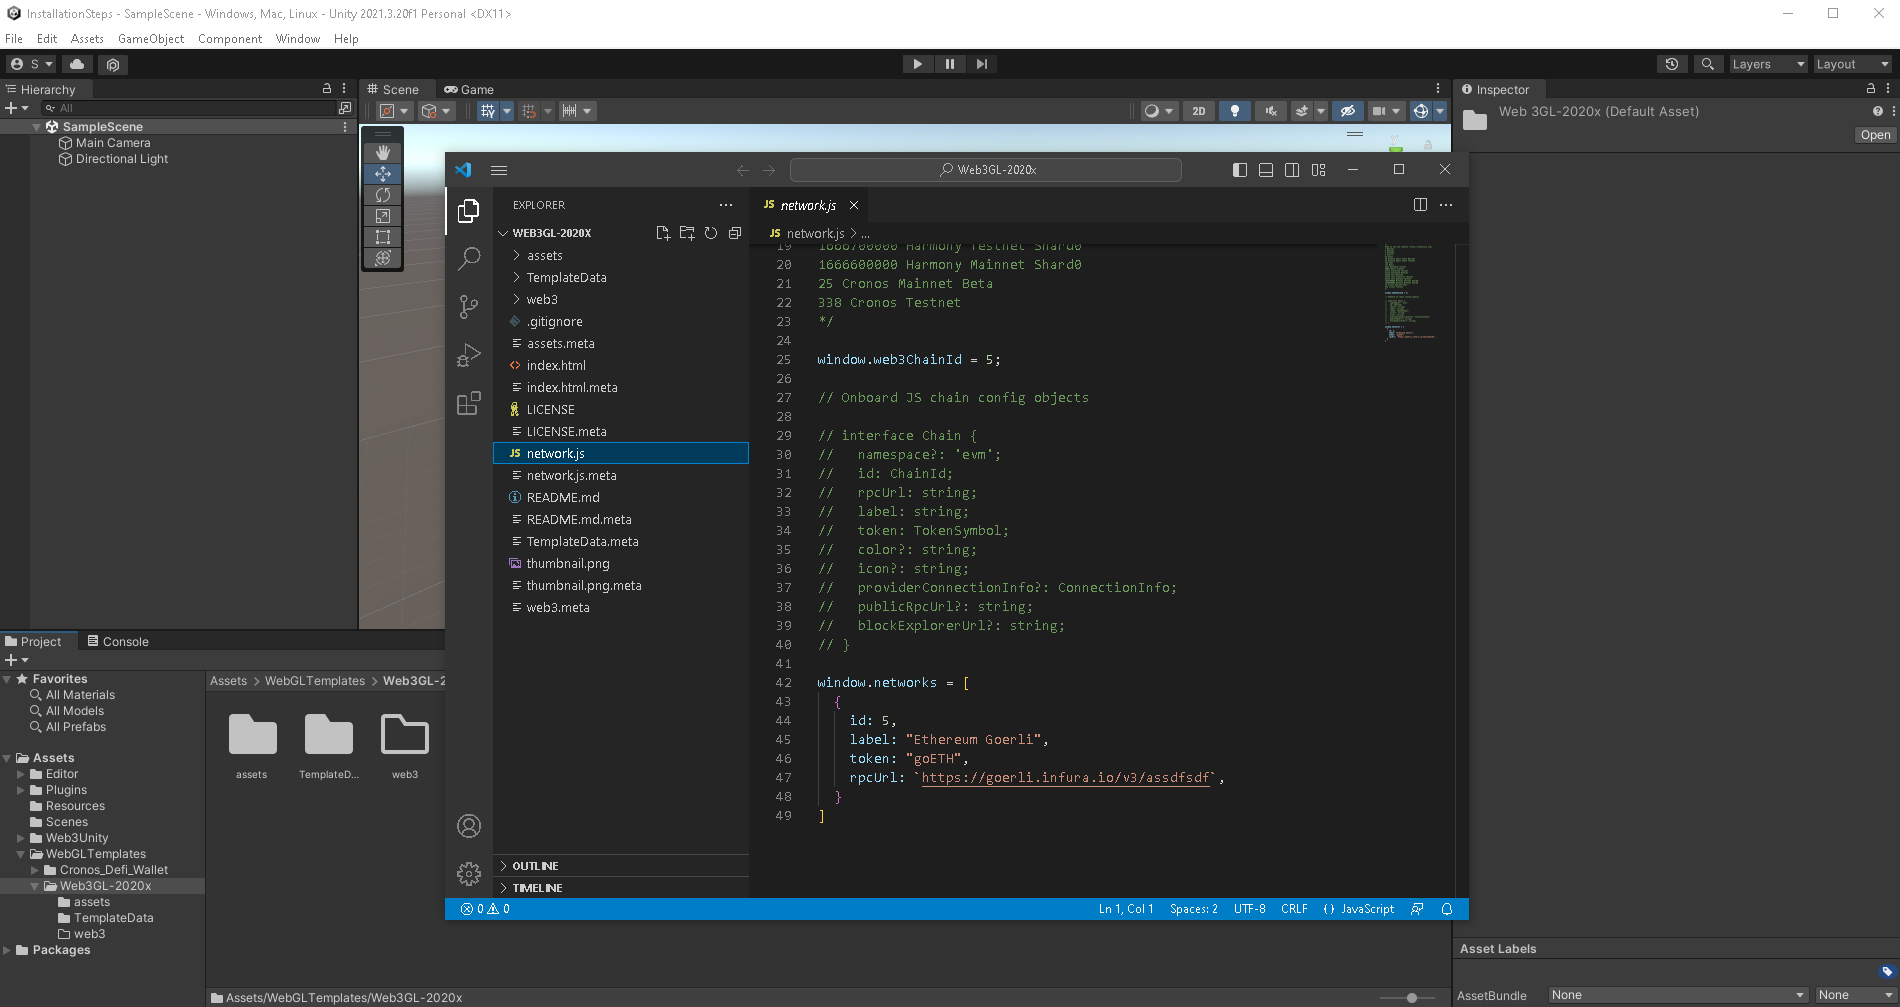 InstallationSteps - SampleScene - Windows, Mac, Linux - Unity 2021.3.20f1 Personal <DX11>
File Edit Assets GameObject Component Window Help
S
Layers Layout
Hierarchy
All
SampleScene
Main Camera
Directional Light
Scene Game
2D
Inspector
Web 3GL-2020x (Default Asset)
Open
Web3GL-2020x
EXPLORER
WEB3GL-2020X
assets
TemplateData
web3
.gitignore
assets.meta
index.html
index.html.meta
LICENSE
LICENSE.meta
JS network.js
network.js.meta
README.md
README.md.meta
TemplateData.meta
thumbnail.png
thumbnail.png.meta
web3.meta
OUTLINE
TIMELINE
JS network.js
JS network.js > ...
19 1666700000 Harmony Testnet Shard0
20 1666600000 Harmony Mainnet Shard0
21 25 Cronos Mainnet Beta
22 338 Cronos Testnet
23 */
24
25 window.web3ChainId = 5;
26
27 // Onboard JS chain config objects
28
29 // interface Chain {
30 //   namespace?: 'evm';
31 //   id: ChainId;
32 //   rpcUrl: string;
33 //   label: string;
34 //   token: TokenSymbol;
35 //   color?: string;
36 //   icon?: string;
37 //   providerConnectionInfo?: ConnectionInfo;
38 //   publicRpcUrl?: string;
39 //   blockExplorerUrl?: string;
40 // }
41
42 window.networks = [
43   {
44     id: 5,
45     label: "Ethereum Goerli",
46     token: "goETH",
47     rpcUrl: `https://goerli.infura.io/v3/assdfsdf`,
48   }
49 ]
0 0
Ln 1, Col 1 Spaces: 2 UTF-8 CRLF {} JavaScript
Project Console
Favorites
All Materials
All Models
All Prefabs
Assets
Editor
Plugins
Resources
Scenes
Web3Unity
WebGLTemplates
Cronos_Defi_Wallet
Web3GL-2020x
assets
TemplateData
web3
Packages
Assets > WebGLTemplates > Web3GL-2
assets TemplateD... web3
Assets/WebGLTemplates/Web3GL-2020x
Asset Labels
AssetBundle None None